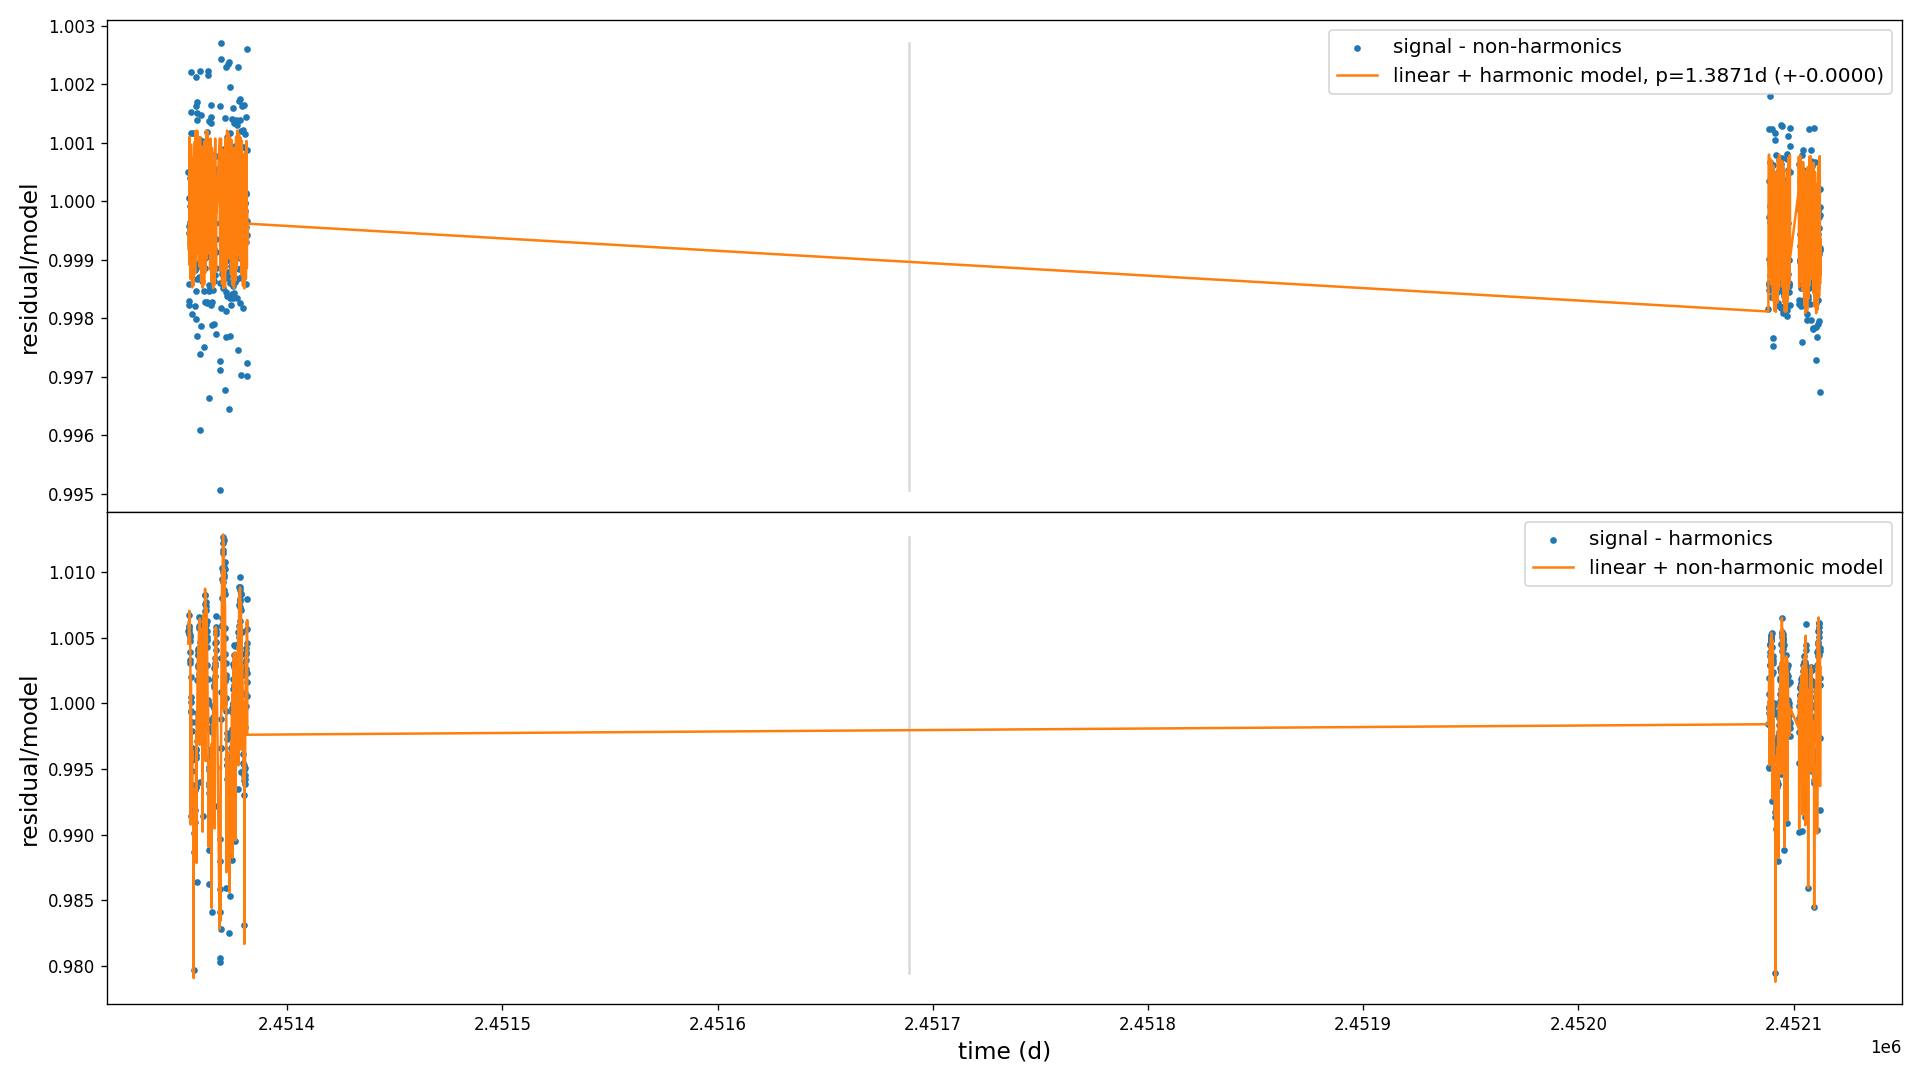 1.003
1.002
1.001
1.000
0.999
0.998
0.997
0.996
0.995
residual/model
signal - non-harmonics
linear + harmonic model, p=1.3871d (+-0.0000)
1.010
1.005
1.000
0.995
0.990
0.985
0.980
residual/model
signal - harmonics
linear + non-harmonic model
2.4514 2.4515 2.4516 2.4517 2.4518 2.4519 2.4520 2.4521
1e6
time (d)